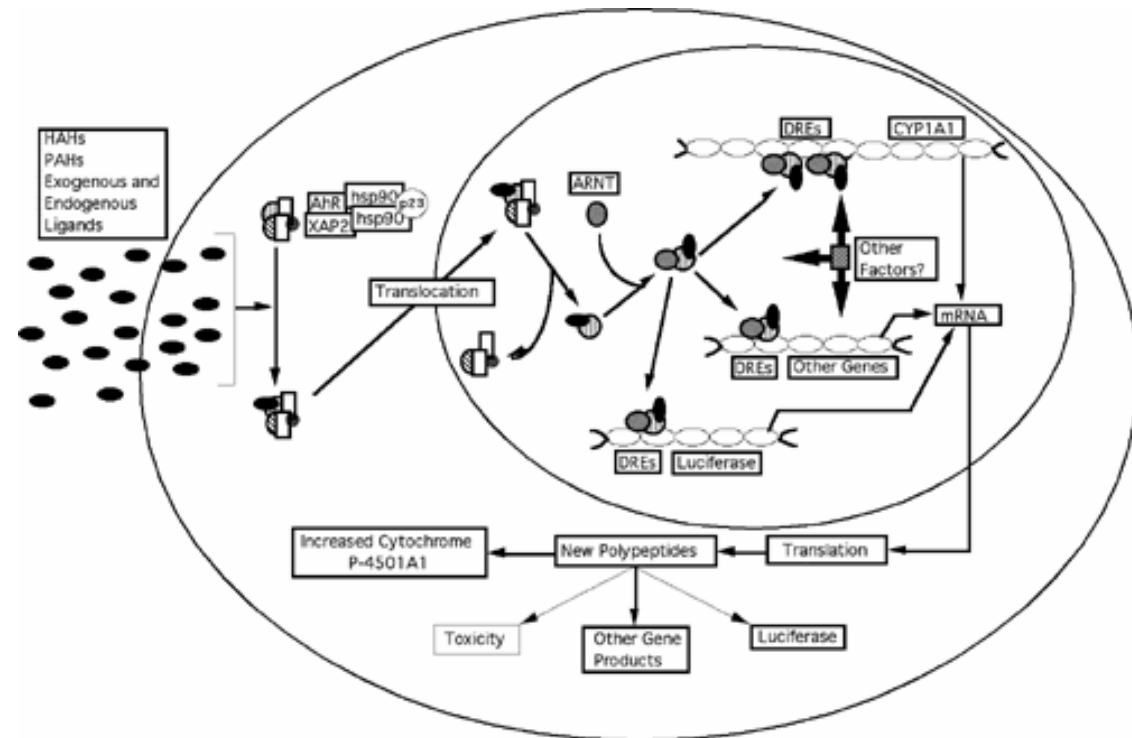 HAHs
PAHs
Exogenous and
Endogenous
Ligands
AhR
hsp90
p23
XAP2
hsp90
Translocation
ARNT
DREs
CYP1A1
Other
Factors?
mRNA
DREs
Other Genes
DREs
Luciferase
Increased Cytochrome
P-4501A1
New Polypeptides
Translation
Toxicity
Other Gene
Products
Luciferase